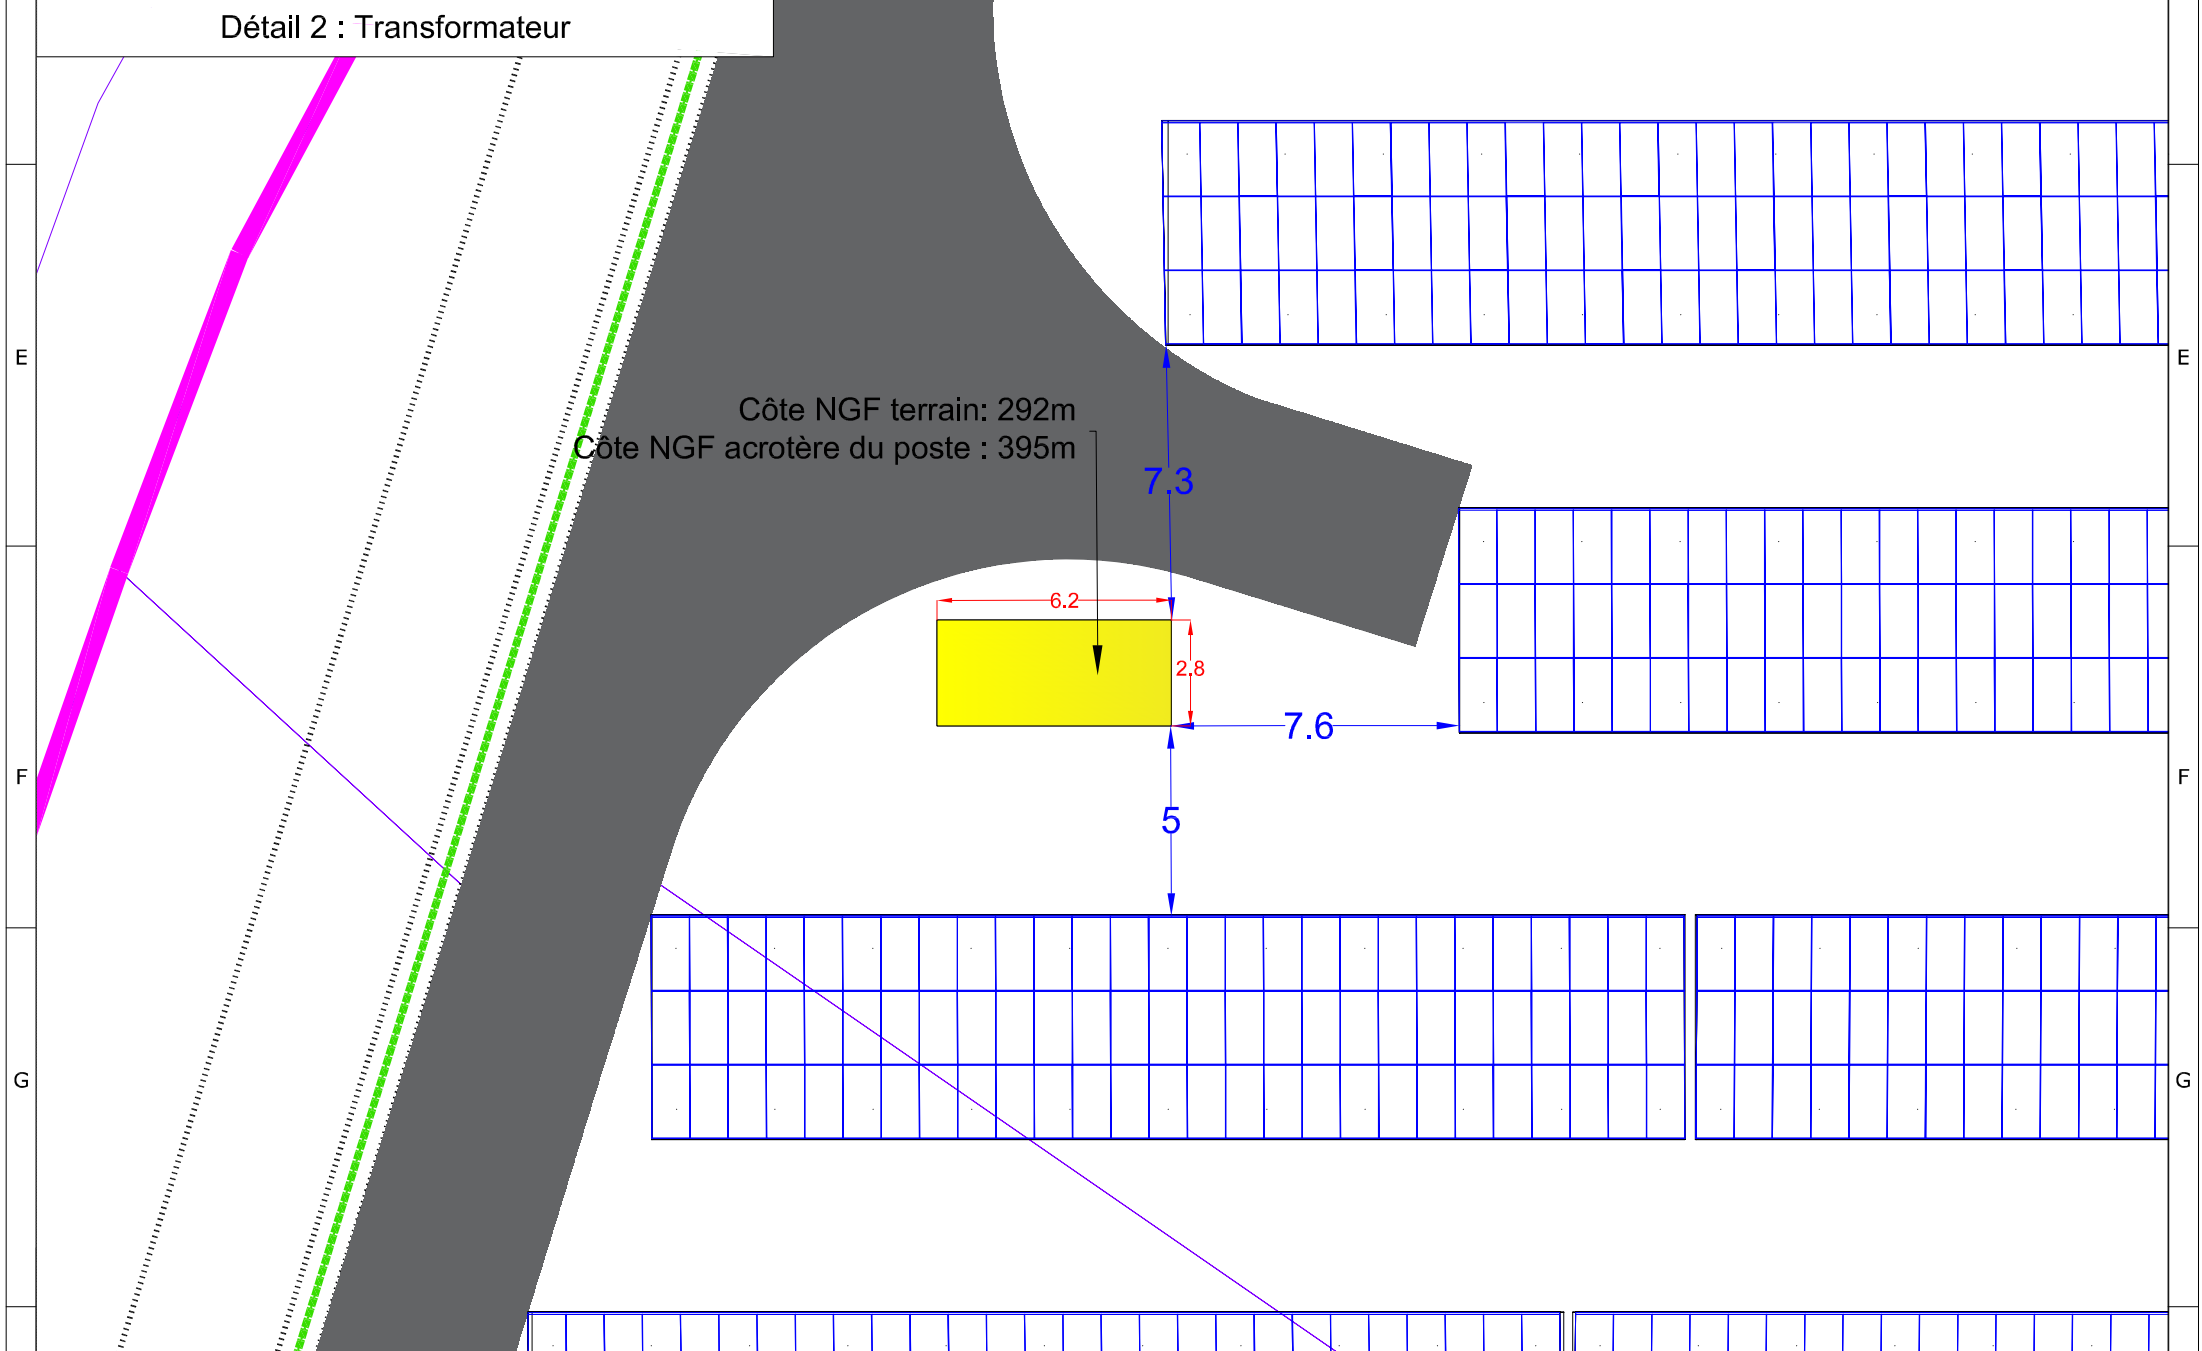 Détail 2 : Transformateur
E
E
Côte NGF terrain: 292m
Côte NGF acrotère du poste : 395m
7.3
6.2
2.8
7.6
F
F
5
G
G